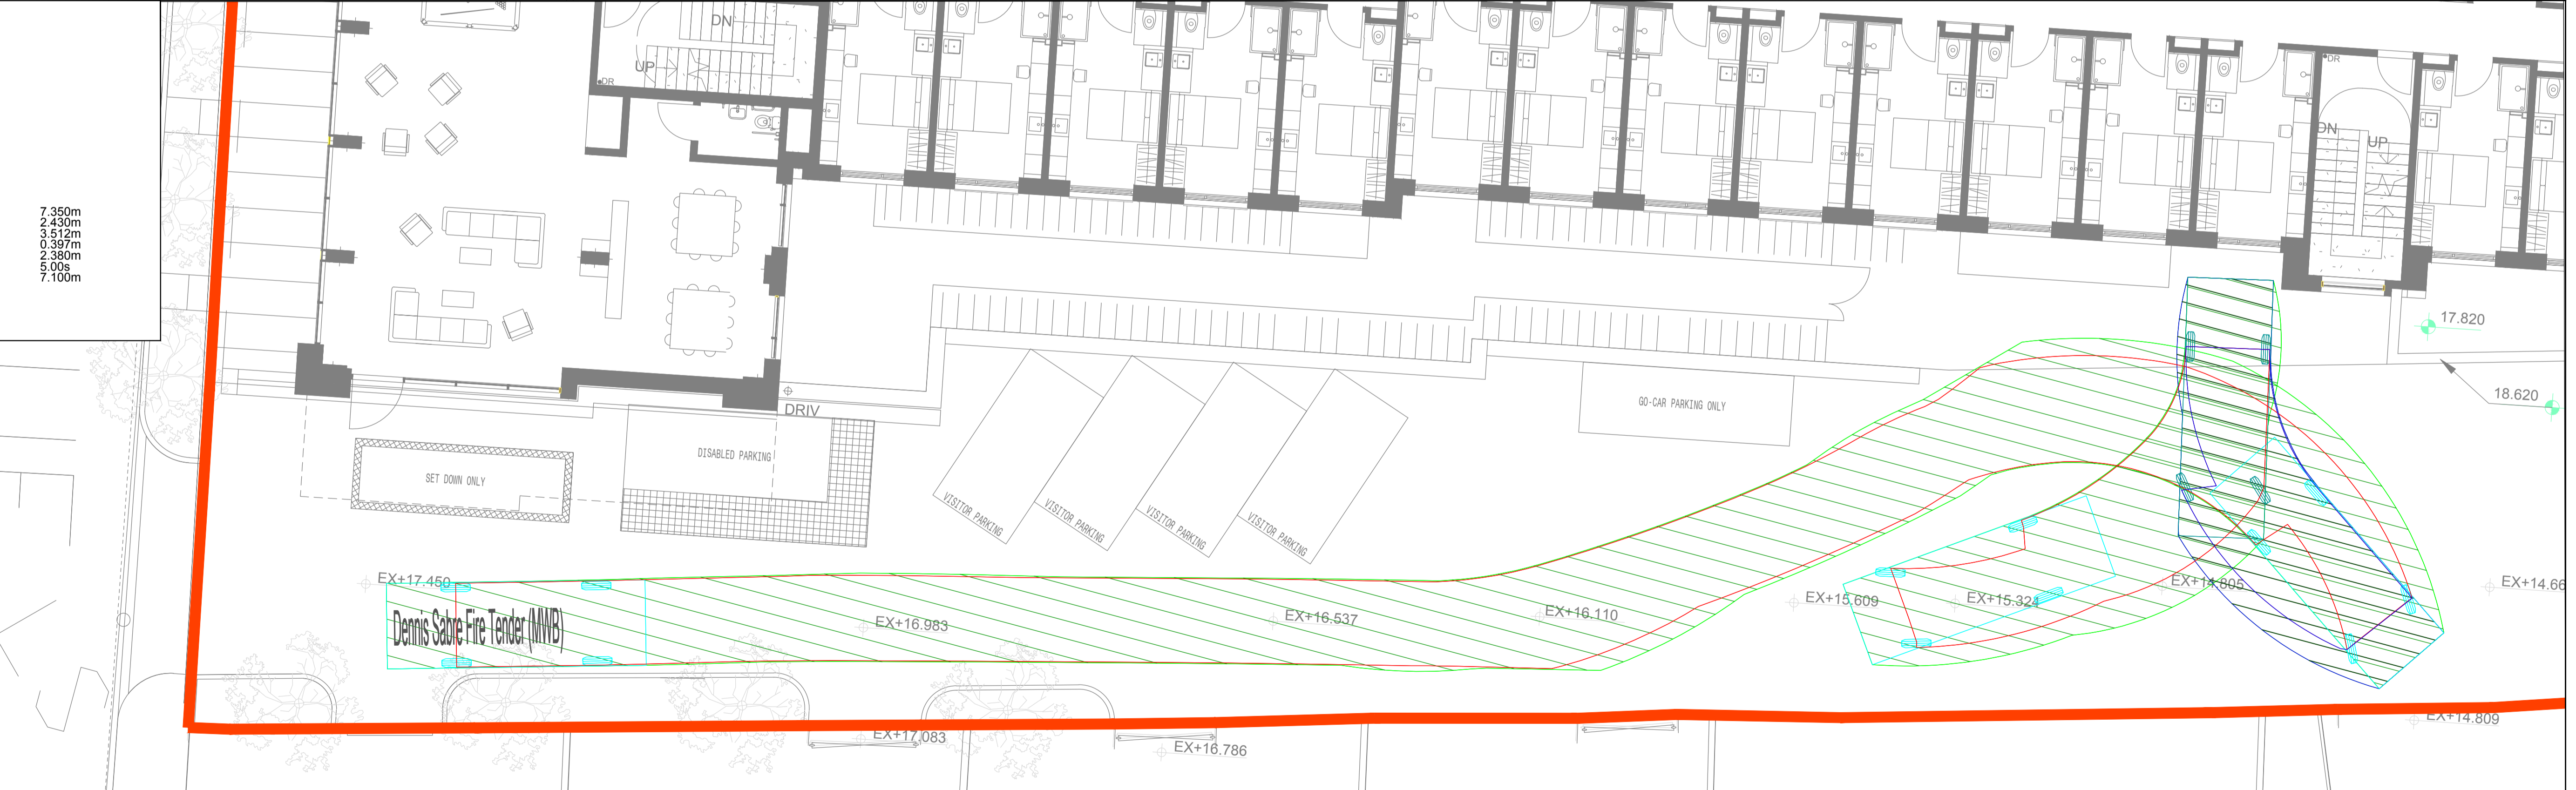 DN
UP
DR
DR
DN
UP
7.350m
2.430m
3.512m
0.397m
2.380m
5.00s
7.100m
17.820
18.620
DRIV
GO-CAR PARKING ONLY
DISABLED PARKING
SET DOWN ONLY
VISITOR PARKING
VISITOR PARKING
VISITOR PARKING
VISITOR PARKING
EX+17.450
Dennis Sabre Fire Tender (MWB)
EX+16.983
EX+16.537
EX+16.110
EX+15.609
EX+15.324
EX+14.805
EX+14.66
EX+17.083
EX+16.786
EX+14.809